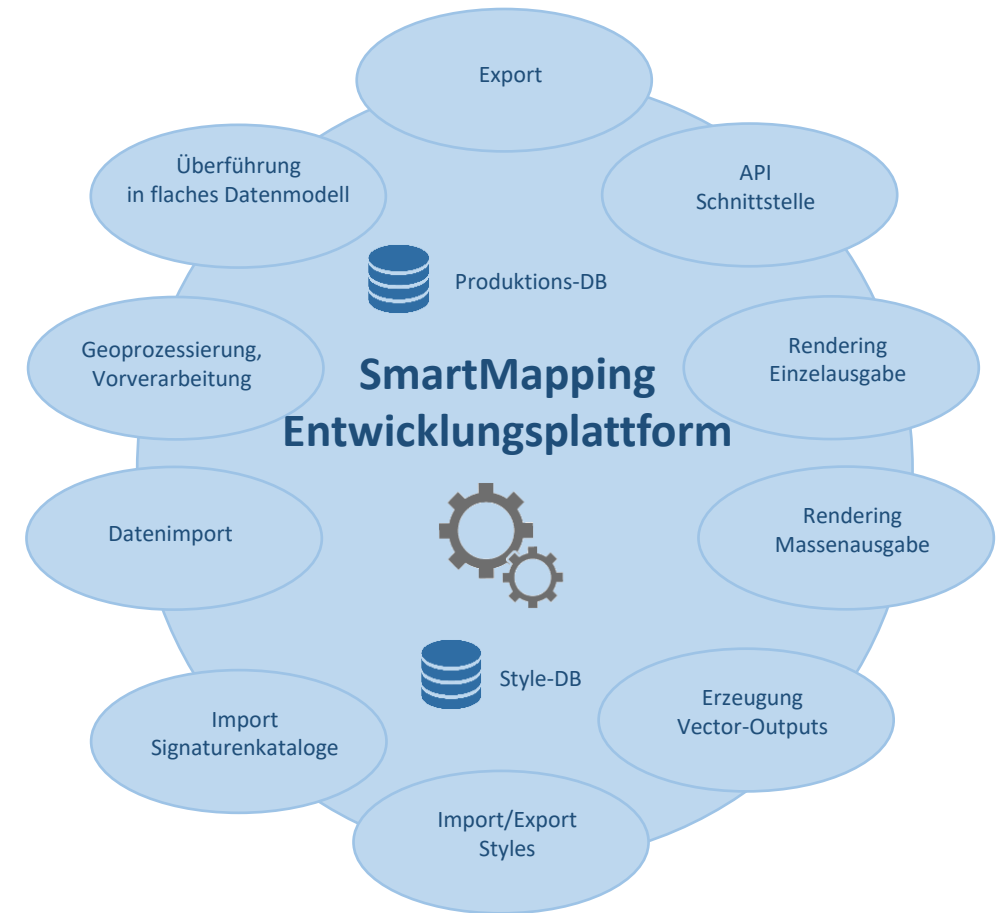 Export
Überführung
in flaches Datenmodell
API
Schnittstelle
Produktions-DB
Geoprozessierung,
Vorverarbeitung
SmartMapping
Entwicklungsplattform
Rendering
Einzelausgabe
Datenimport
Rendering
Massenausgabe
Style-DB
Import
Signaturenkataloge
Erzeugung
Vector-Outputs
Import/Export
Styles